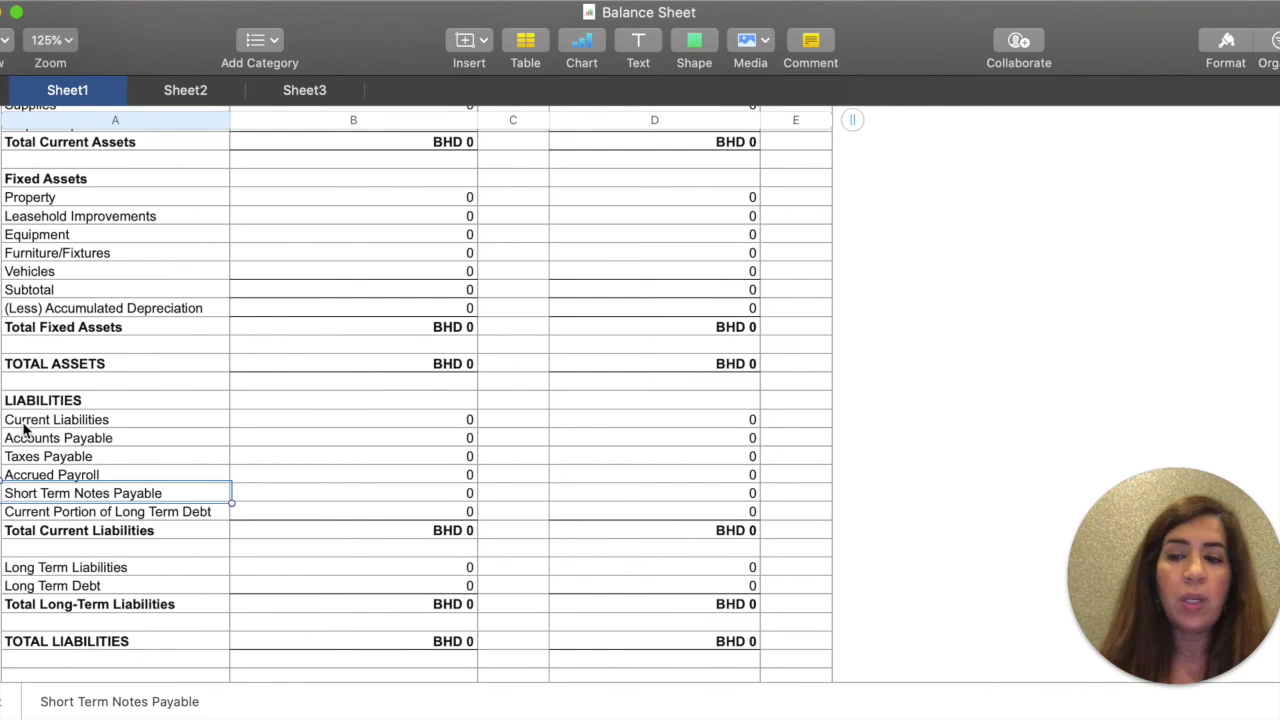 Balance Sheet
125%
Zoom
Add Category
Insert
Table
Chart
Text
Shape
Media
Comment
Collaborate
Format
Sheet1
Sheet2
Sheet3
A B C D E
Supplies 0 0
Total Current Assets BHD 0 BHD 0
Fixed Assets
Property 0 0
Leasehold Improvements 0 0
Equipment 0 0
Furniture/Fixtures 0 0
Vehicles 0 0
Subtotal 0 0
(Less) Accumulated Depreciation 0 0
Total Fixed Assets BHD 0 BHD 0
TOTAL ASSETS BHD 0 BHD 0
LIABILITIES
Current Liabilities 0 0
Accounts Payable 0 0
Taxes Payable 0 0
Accrued Payroll 0 0
Short Term Notes Payable 0 0
Current Portion of Long Term Debt 0 0
Total Current Liabilities BHD 0 BHD 0
Long Term Liabilities 0 0
Long Term Debt 0 0
Total Long-Term Liabilities BHD 0 BHD 0
TOTAL LIABILITIES BHD 0 BHD 0
Short Term Notes Payable